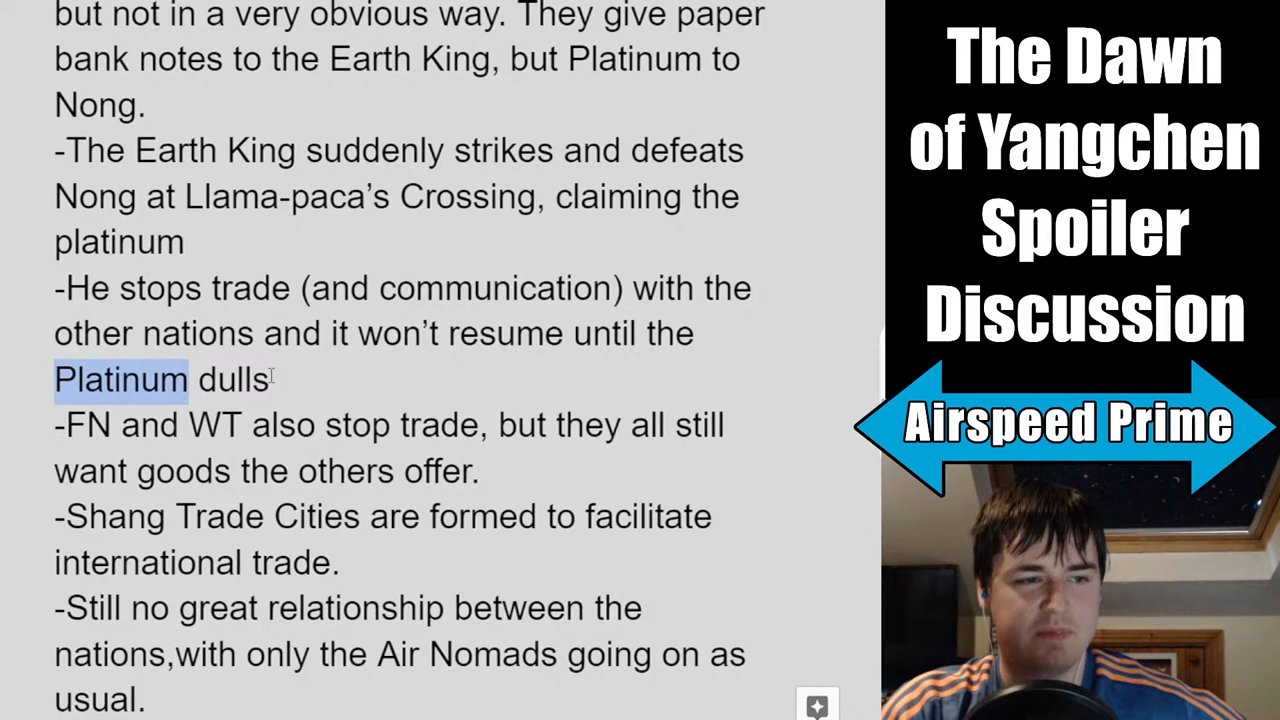 but not in a very obvious way. They give paper
bank notes to the Earth King, but Platinum to
Nong.
-The Earth King suddenly strikes and defeats
Nong at Llama-paca’s Crossing, claiming the
platinum
-He stops trade (and communication) with the
other nations and it won’t resume until the
Platinum dulls
-FN and WT also stop trade, but they all still
want goods the others offer.
-Shang Trade Cities are formed to facilitate
international trade.
-Still no great relationship between the
nations,with only the Air Nomads going on as
usual.
The Dawn
of Yangchen
Spoiler
Discussion
Airspeed Prime